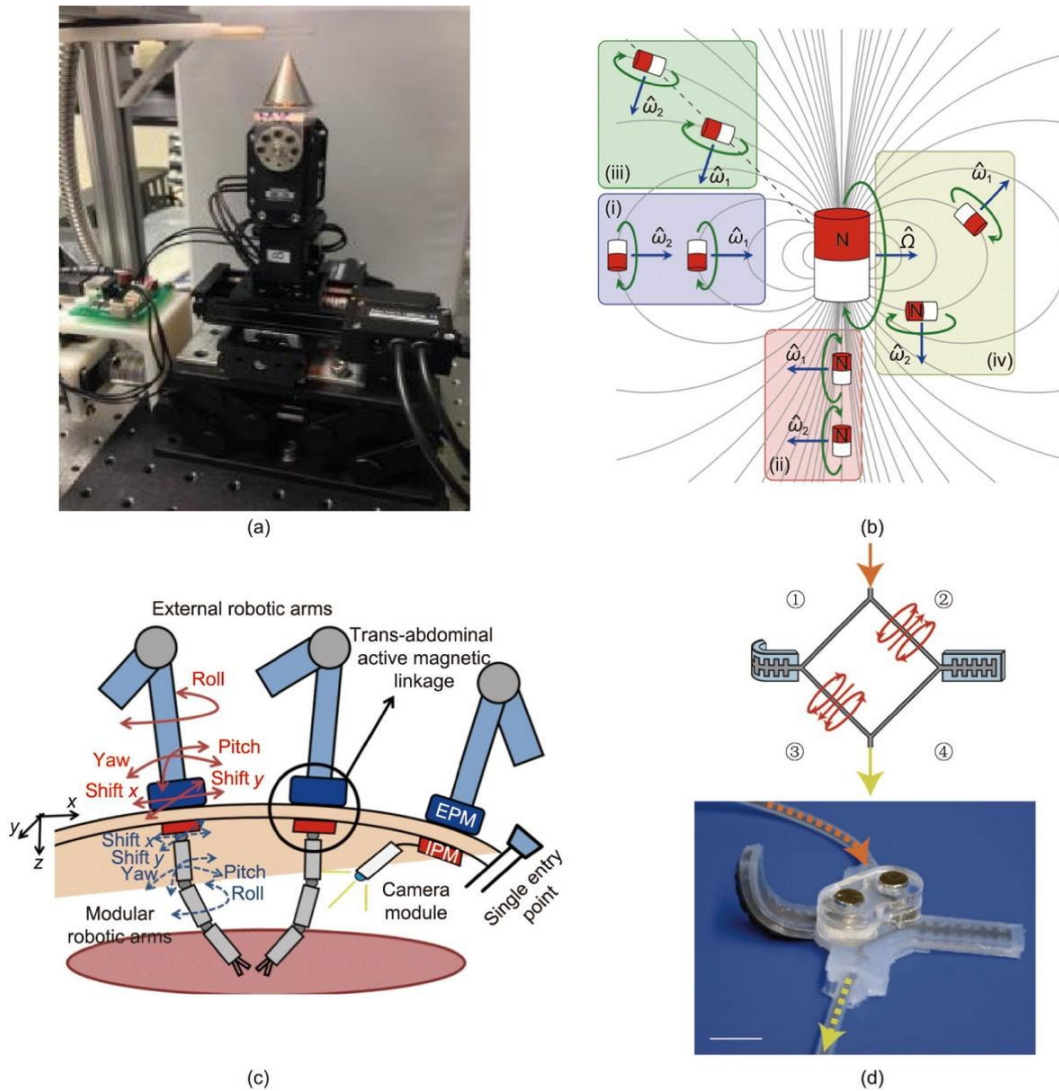 (a)
(iii)
ω̂₂
ω̂₁
(i)
ω̂₂
ω̂₁
N
Ω̂
ω̂₁
N
ω̂₂
(iv)
ω̂₁
N
ω̂₂
N
(ii)
(b)
External robotic arms
Trans-abdominal
active magnetic
linkage
Roll
Yaw
Pitch
Shift x
Shift y
x
y
z
EPM
IPM
Shift x
Shift y
Yaw
Pitch
Roll
Modular
robotic arms
Camera
module
Single entry
point
(c)
①
②
③
④
(d)